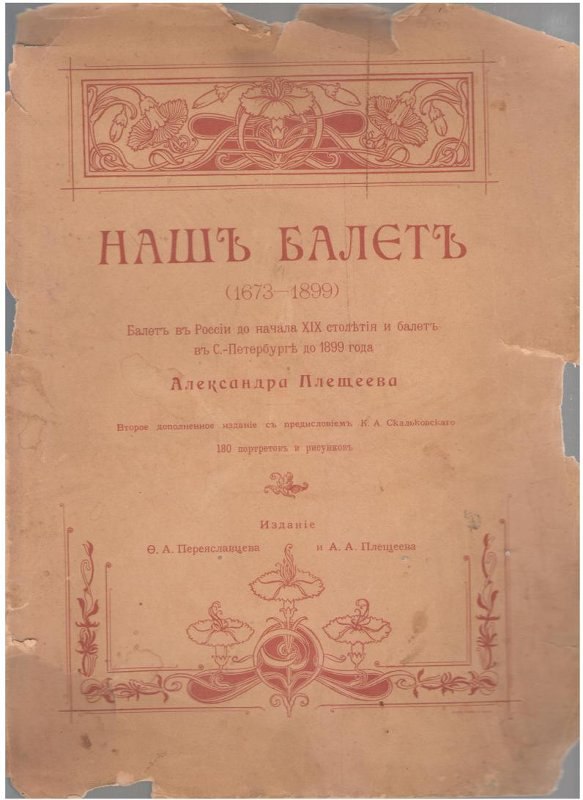 НАШЪ БАЛЕТЪ
(1673—1899)
Балетъ въ Россіи до начала XIX столѣтія и балетъ
въ С.-Петербургѣ до 1899 года
Александра Плещеева
Второе дополненное изданіе съ предисловіемъ К. А. Скальковскаго
180 портретовъ и рисунковъ
Изданіе
Ѳ. А. Переяславцева и А. А. Плещеева